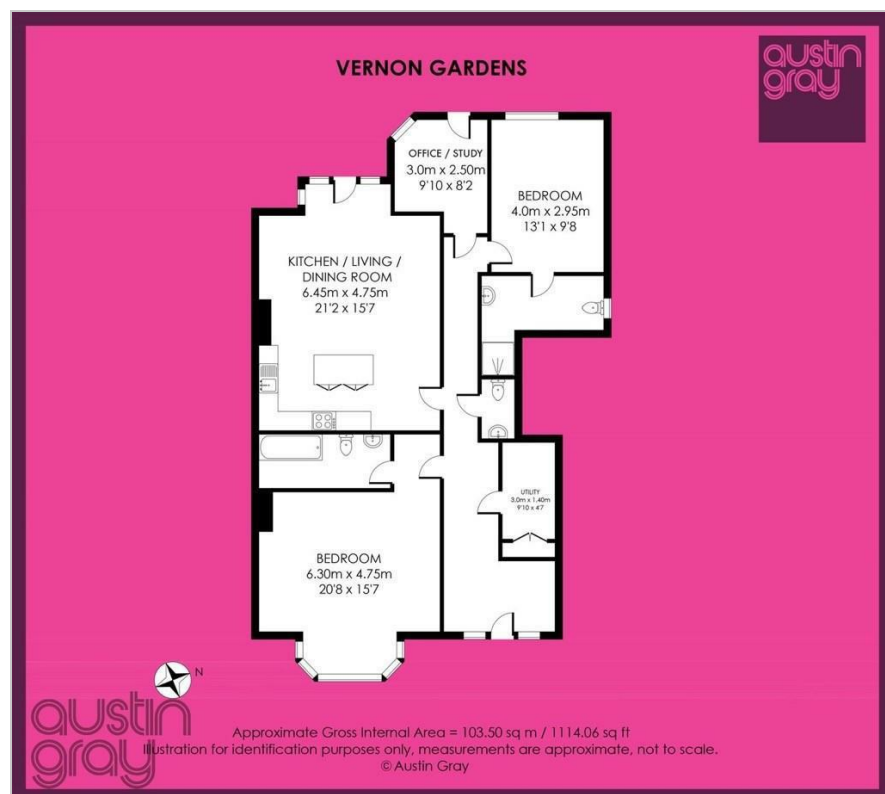 VERNON GARDENS
austin
gray
OFFICE / STUDY
3.0m x 2.50m
9'10 x 8'2
BEDROOM
4.0m x 2.95m
13'1 x 9'8
KITCHEN / LIVING /
DINING ROOM
6.45m x 4.75m
21'2 x 15'7
UTILITY
3.0m x 1.40m
9'10 x 4'7
BEDROOM
6.30m x 4.75m
20'8 x 15'7
N
austin
gray
Approximate Gross Internal Area = 103.50 sq m / 1114.06 sq ft
Illustration for identification purposes only, measurements are approximate, not to scale.
© Austin Gray